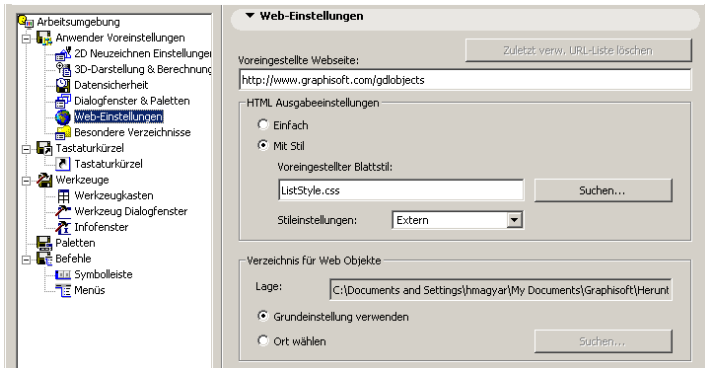 Arbeitsumgebung
Anwender Voreinstellungen
2D Neuzeichnen Einstellungen
3D-Darstellung & Berechnung
Datensicherheit
Dialogfenster & Paletten
Web-Einstellungen
Besondere Verzeichnisse
Tastaturkürzel
Tastaturkürzel
Werkzeuge
Werkzeugkasten
Werkzeug Dialogfenster
Infofenster
Paletten
Befehle
Symbolleiste
Menüs
Web-Einstellungen
Zuletzt verw. URL-Liste löschen
Voreingestellte Webseite:
http://www.graphisoft.com/gdlobjects
HTML Ausgabeeinstellungen
Einfach
Mit Stil
Voreingestellter Blattstil:
ListStyle.css
Suchen...
Stileinstellungen:
Extern
Verzeichnis für Web Objekte
Lage:
C:\Documents and Settings\hmagyar\My Documents\Graphisoft\Herunt
Grundeinstellung verwenden
Ort wählen
Suchen...